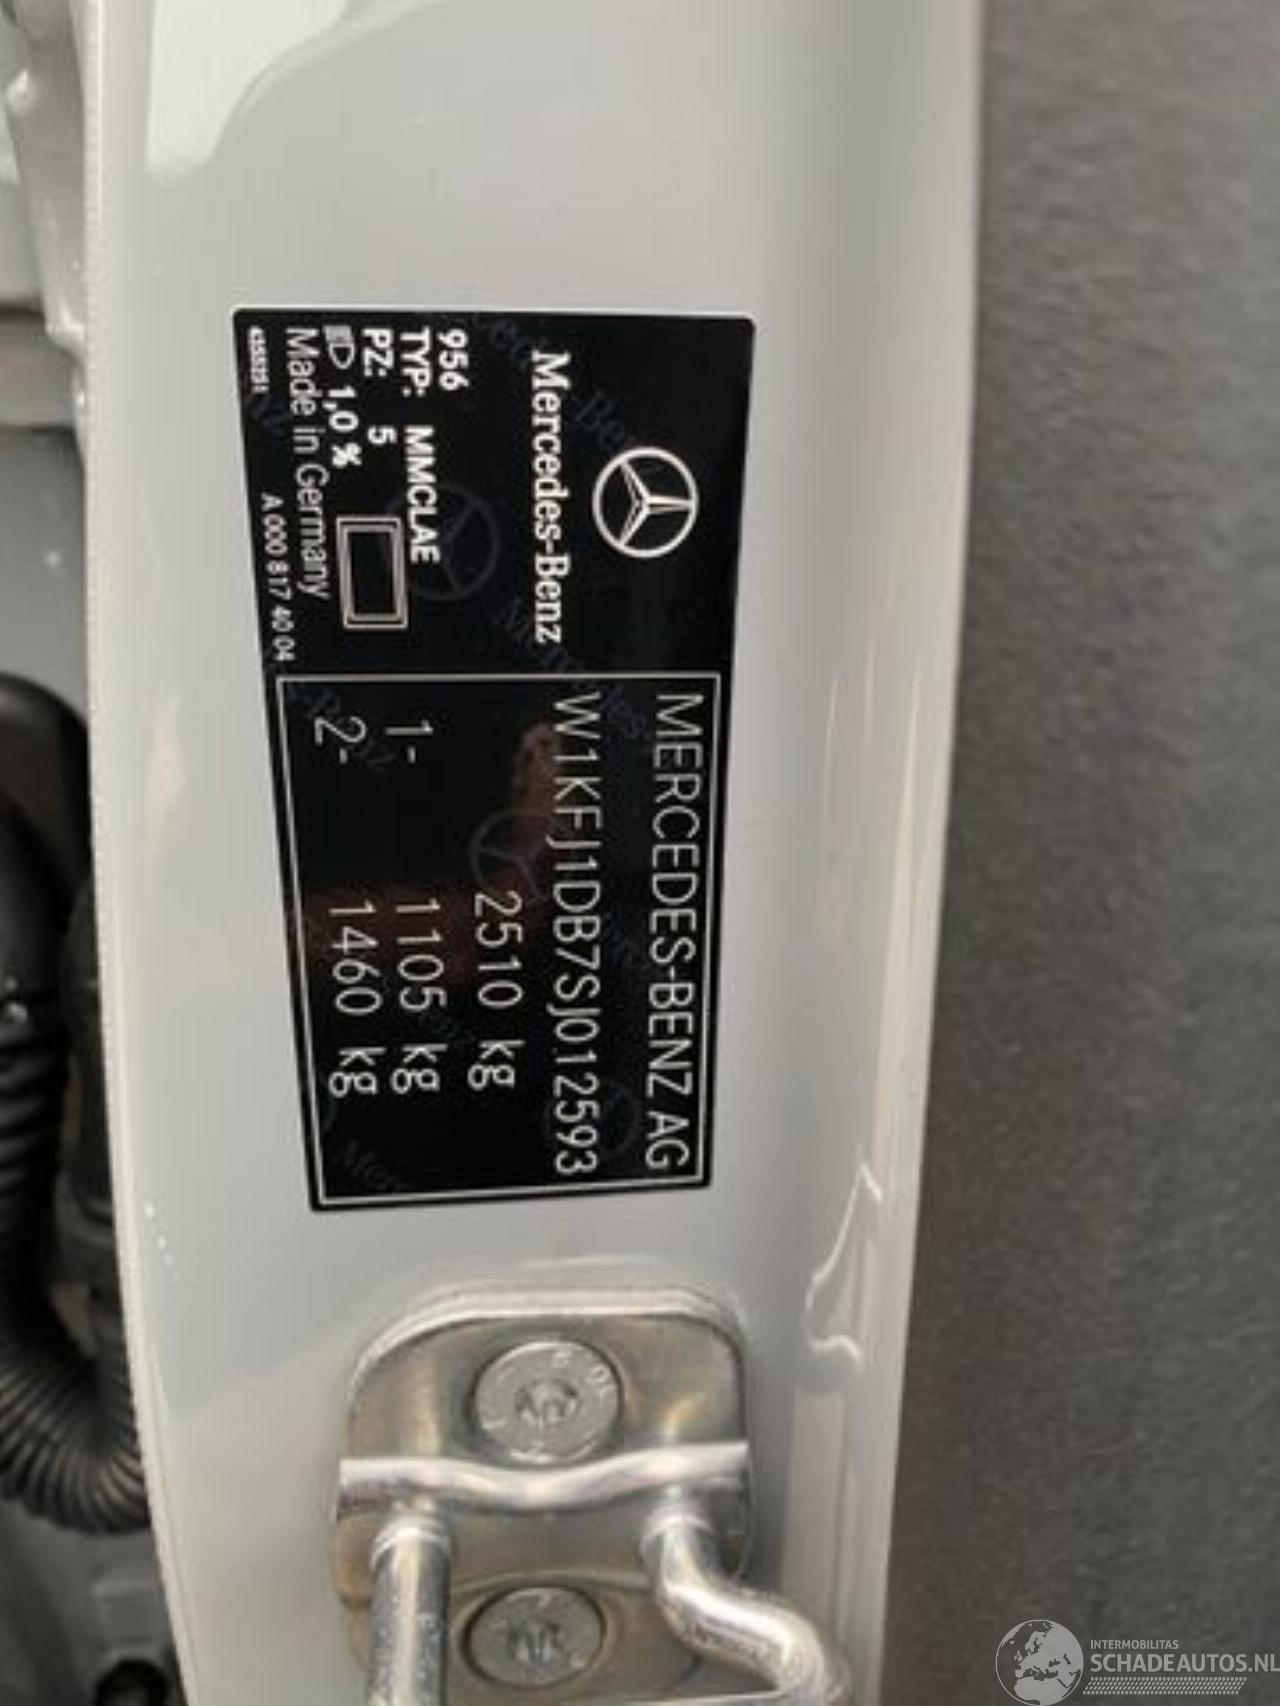 Mercedes-Benz
956
TYP: MMCLAE
PZ: 5
1,0 %
Made in Germany
A 000 817 40 04
MERCEDES-BENZ AG
W1KFJ1DB7SJ012593
2510 kg
1- 1105 kg
2- 1460 kg
INTERMOBILITAS
SCHADEAUTOS.NL